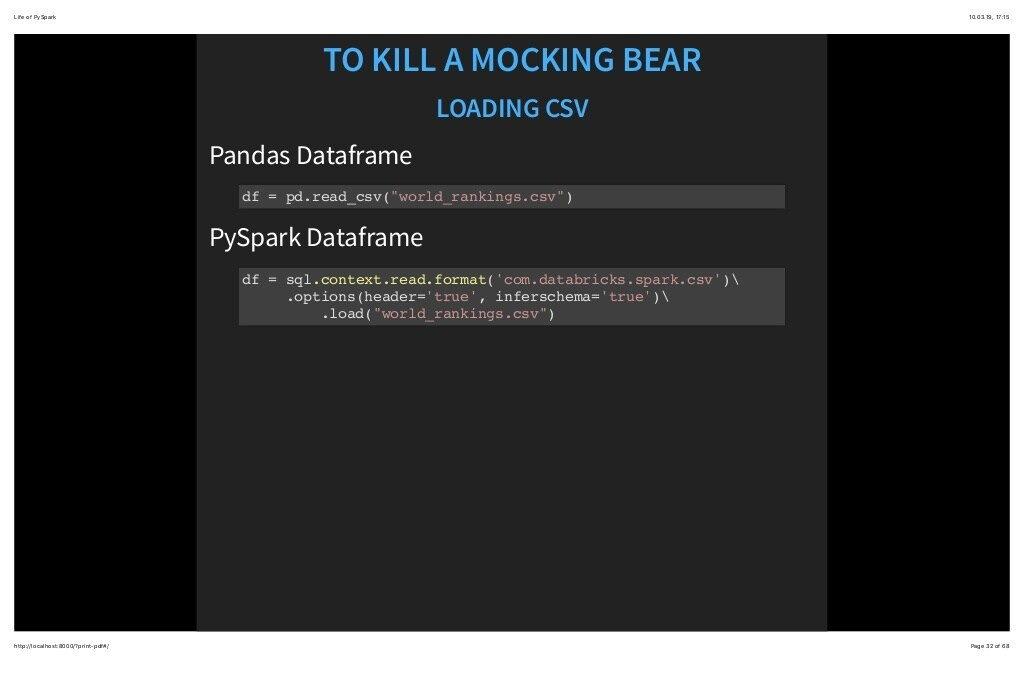 Life of PySpark
10.03.19, 17:15
TO KILL A MOCKING BEAR
LOADING CSV
Pandas Dataframe
df = pd.read_csv("world_rankings.csv")
PySpark Dataframe
df = sql.context.read.format('com.databricks.spark.csv')\
.options(header='true', inferschema='true')\
.load("world_rankings.csv")
http://localhost:8000/?print-pdf#/
Page 32 of 68